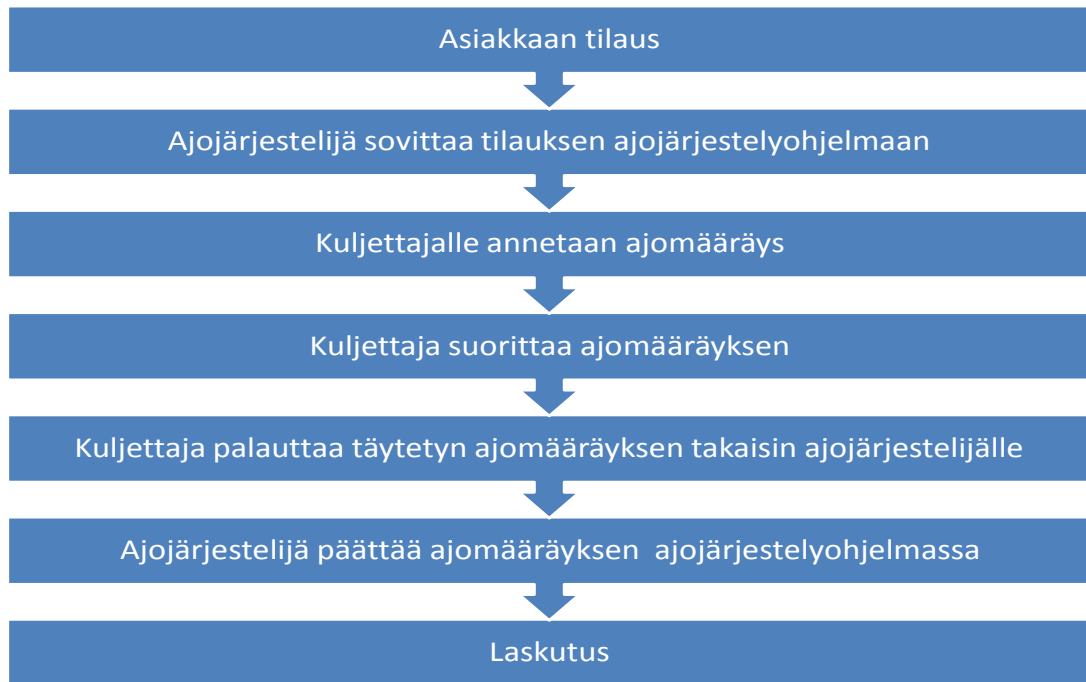 Asiakkaan tilaus
Ajojärjestelijä sovittaa tilauksen ajojärjestelyohjelmaan
Kuljettajalle annetaan ajomääräys
Kuljettaja suorittaa ajomääräyksen
Kuljettaja palauttaa täytetyn ajomääräyksen takaisin ajojärjestelijälle
Ajojärjestelijä päättää ajomääräyksen  ajojärjestelyohjelmassa
Laskutus